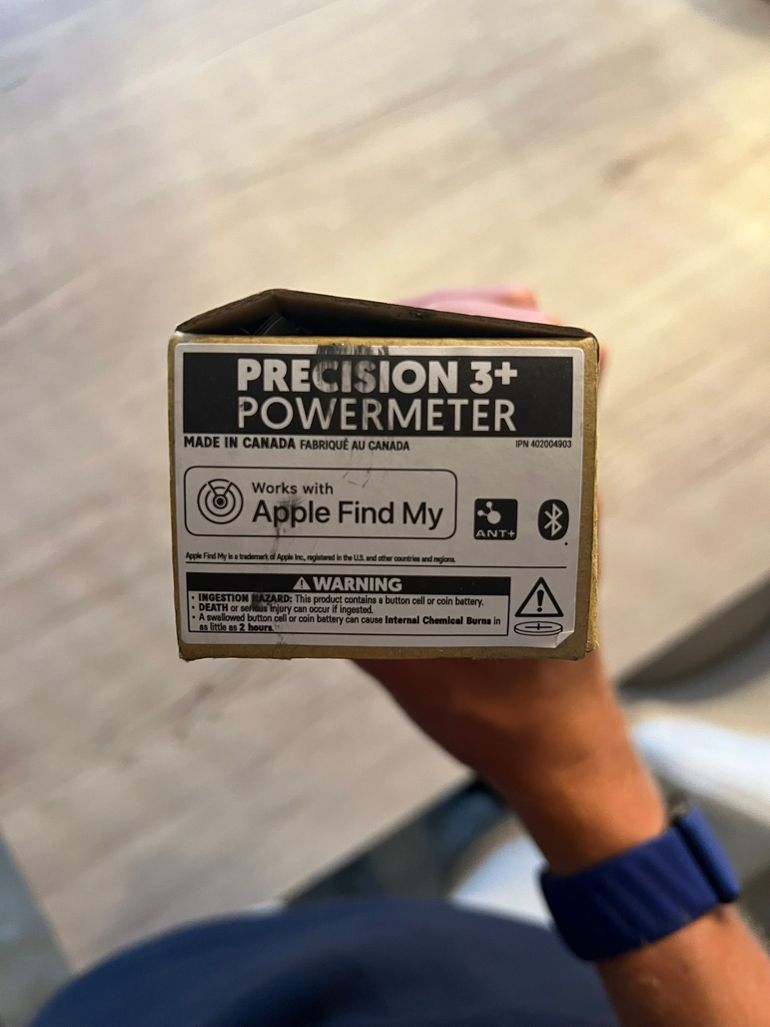 PRECISION 3+
POWERMETER
MADE IN CANADA FABRIQUÉ AU CANADA
IPN 402004903
Works with
Apple Find My
ANT+
Apple Find My is a trademark of Apple Inc., registered in the U.S. and other countries and regions.
WARNING
• INGESTION HAZARD: This product contains a button cell or coin battery.
• DEATH or serious injury can occur if ingested.
• A swallowed button cell or coin battery can cause Internal Chemical Burns in
as little as 2 hours.